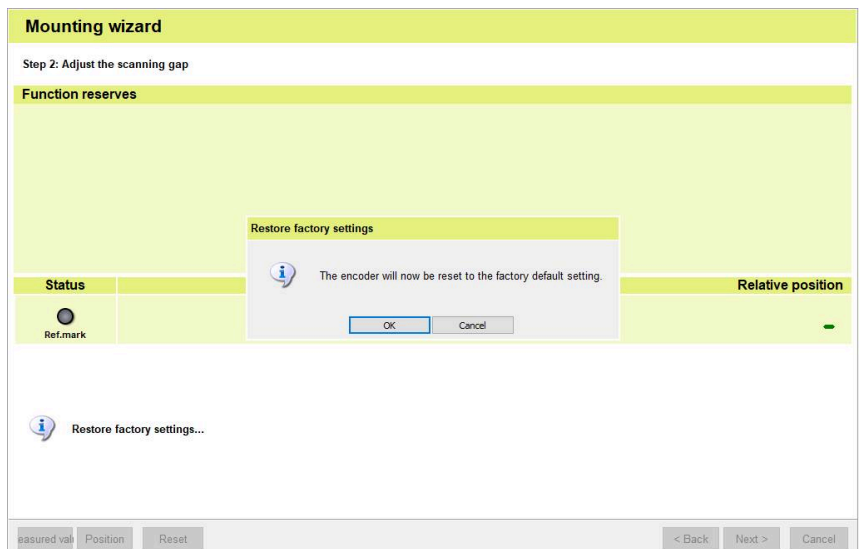 Mounting wizard
Step 2: Adjust the scanning gap
Function reserves
Restore factory settings
The encoder will now be reset to the factory default setting.
OK Cancel
Status Relative position
Ref.mark
Restore factory settings...
easured valu Position Reset < Back Next > Cancel